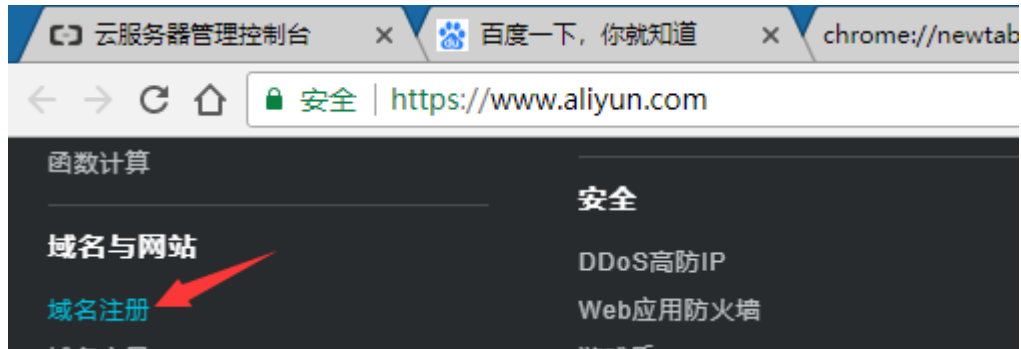 云服务器管理控制台
百度一下，你就知道
chrome://newtab
安全 | https://www.aliyun.com
函数计算
域名与网站
域名注册
安全
DDoS高防IP
Web应用防火墙